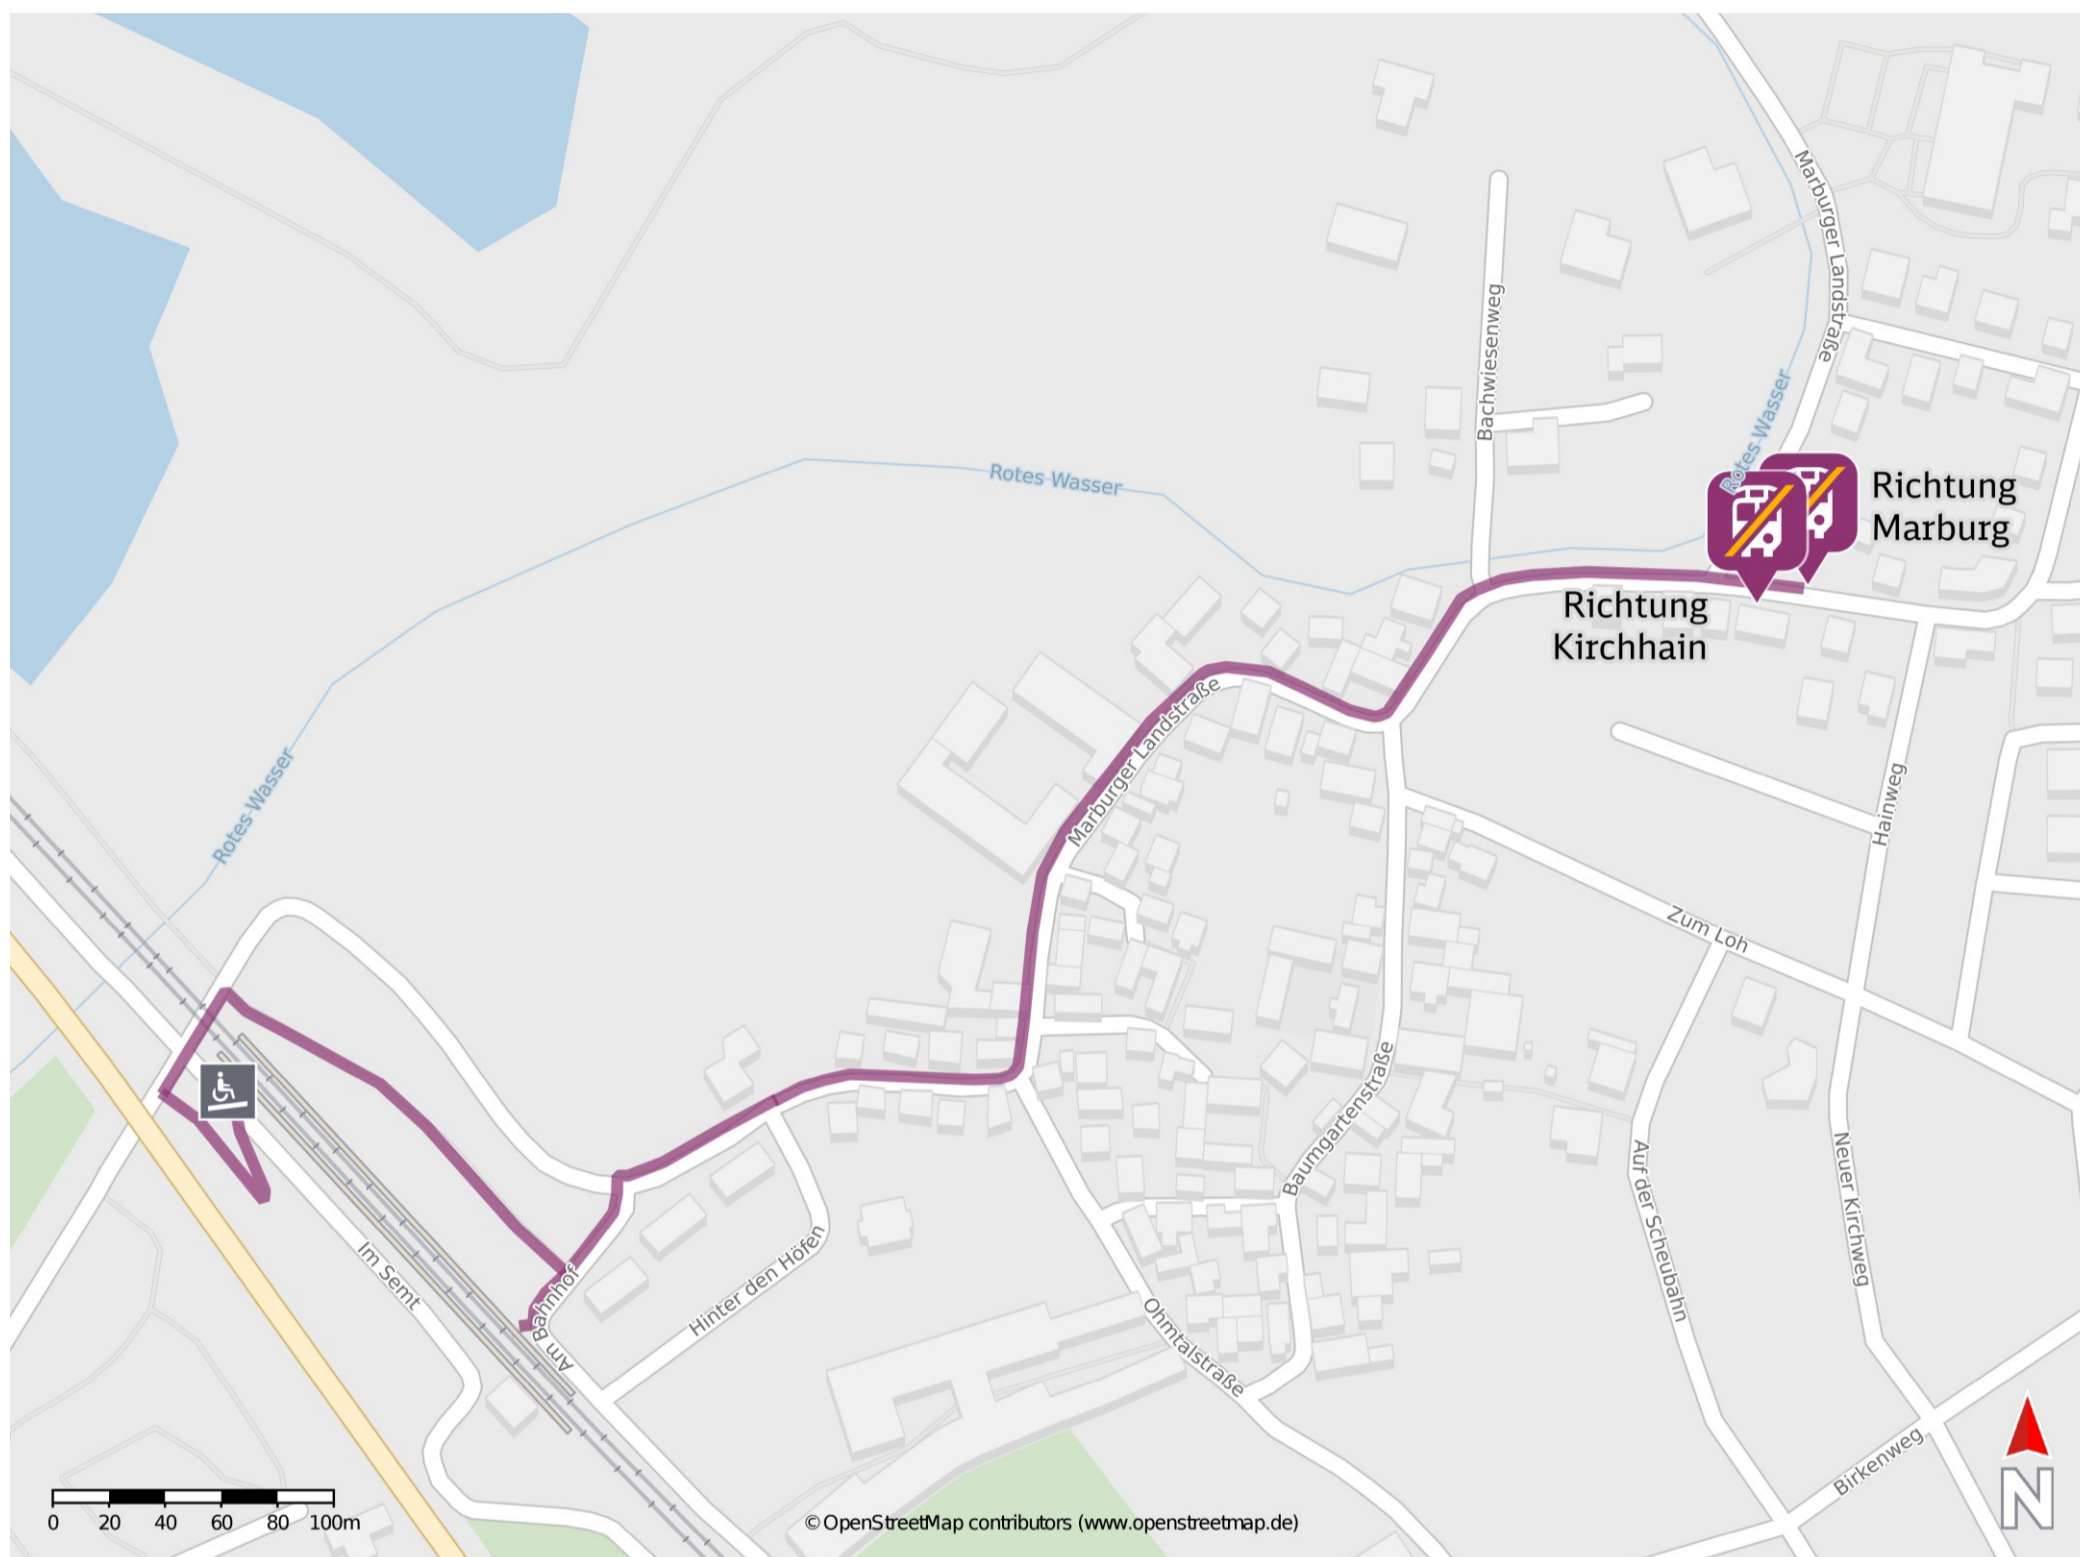 Marburger Landstraße
Bachwiesenweg
Rotes Wasser
Rotes Wasser
Richtung
Marburg
Richtung
Kirchhain
Marburger Landstraße
Rotes Wasser
Hainweg
Zum Loh
Baumgartenstraße
Auf der Scheubahn
Neuer Kirchweg
Im Semt
Am Bahnhof
Hinter den Höfen
Ohmtalstraße
Birkenweg
0 20 40 60 80 100m
© OpenStreetMap contributors (www.openstreetmap.de)
N